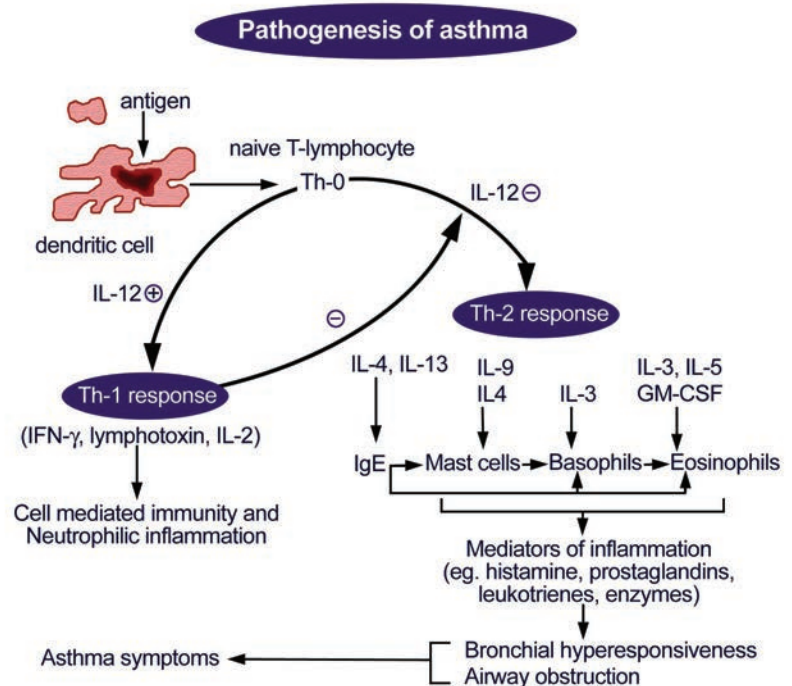 Pathogenesis of asthma
antigen
naive T-lymphocyte
Th-0
IL-12 ⊖
dendritic cell
IL-12 ⊕
⊖
Th-2 response
Th-1 response
(IFN-γ, lymphotoxin, IL-2)
Cell mediated immunity and
Neutrophilic inflammation
IL-4, IL-13
IL-9
IL4
IL-3
IL-3, IL-5
GM-CSF
IgE
Mast cells
Basophils
Eosinophils
Mediators of inflammation
(eg. histamine, prostaglandins,
leukotrienes, enzymes)
Bronchial hyperesponsiveness
Airway obstruction
Asthma symptoms